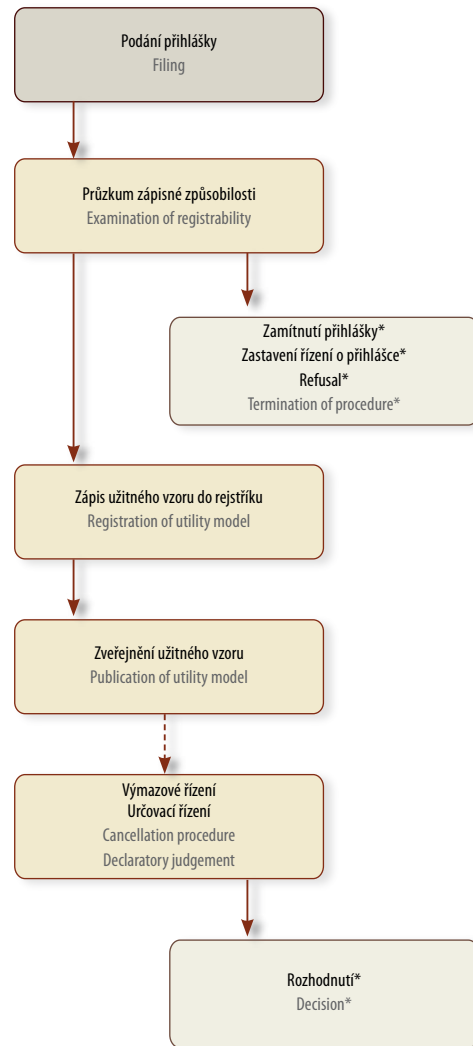 Podání přihlášky
Filing
Průzkum zápisné způsobilosti
Examination of registrability
Zamítnutí přihlášky*
Zastavení řízení o přihlášce*
Refusal*
Termination of procedure*
Zápis užitného vzoru do rejstříku
Registration of utility model
Zveřejnění užitného vzoru
Publication of utility model
Výmazové řízení
Určovací řízení
Cancellation procedure
Declaratory judgement
Rozhodnutí*
Decision*